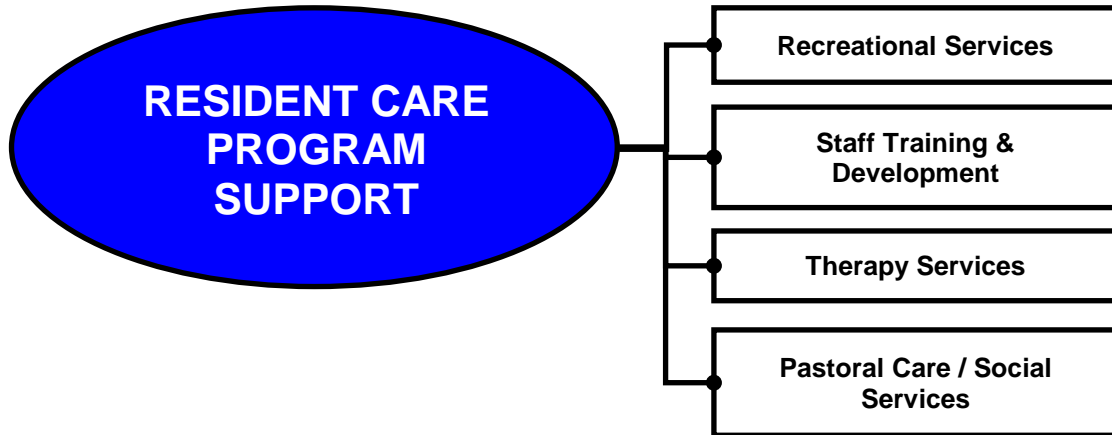 RESIDENT CARE
PROGRAM
SUPPORT
Recreational Services
Staff Training &
Development
Therapy Services
Pastoral Care / Social
Services